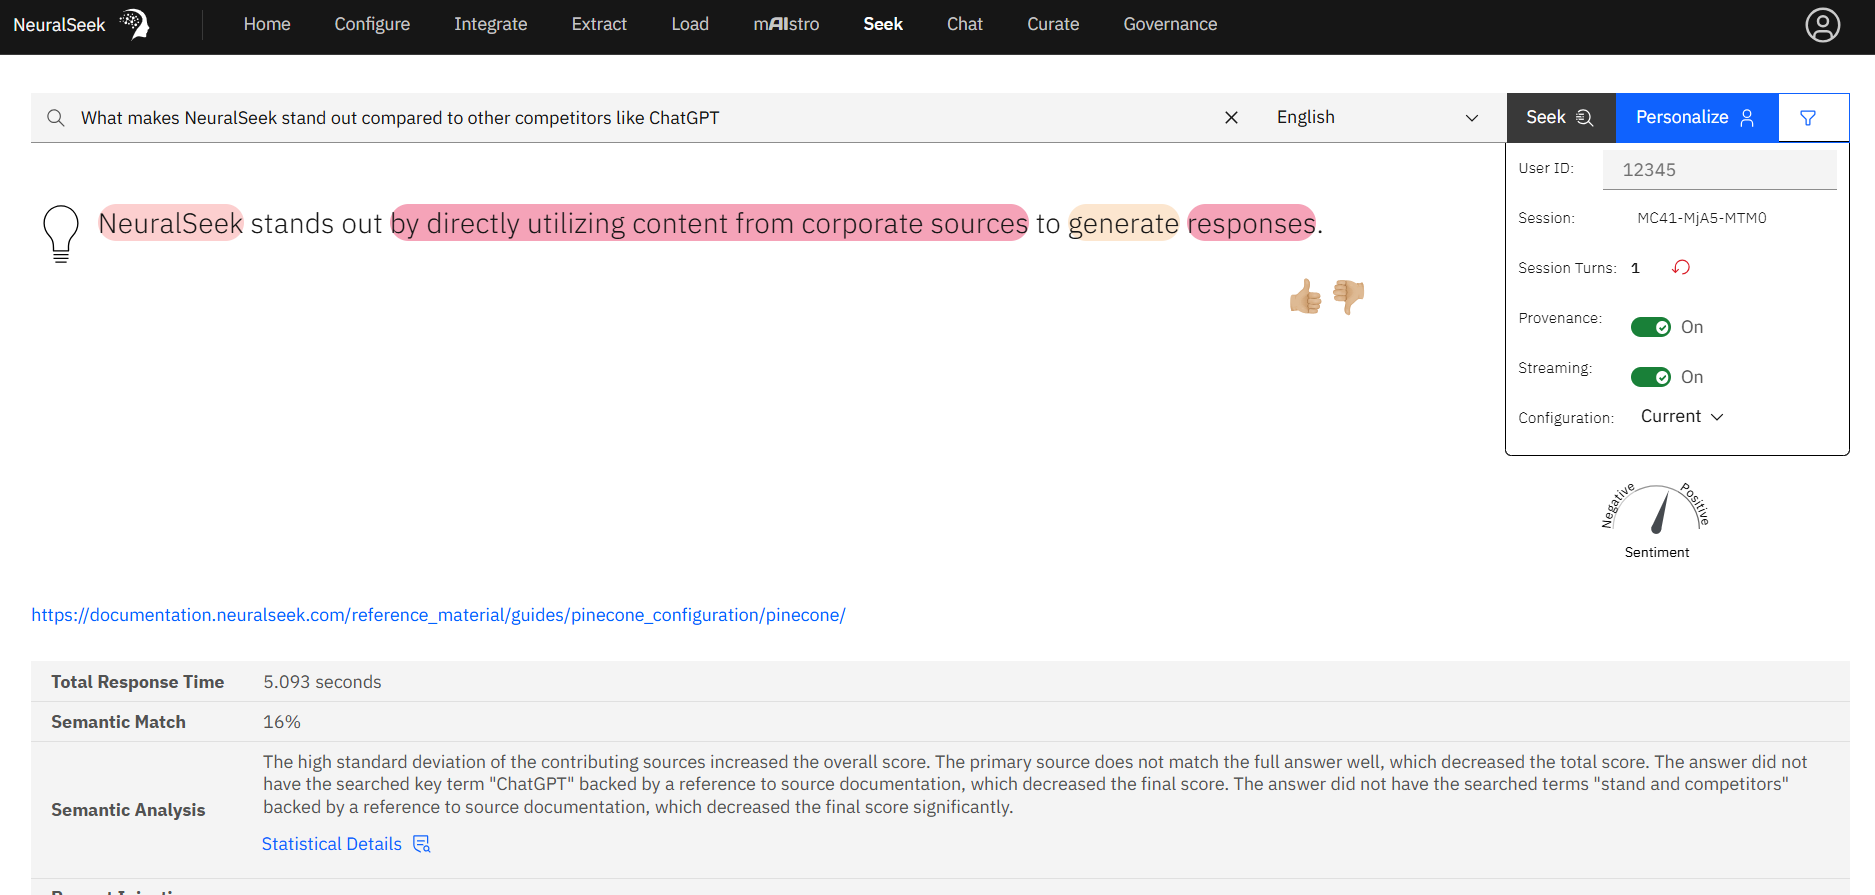 NeuralSeek
Home Configure Integrate Extract Load mAIstro Seek Chat Curate Governance
What makes NeuralSeek stand out compared to other competitors like ChatGPT
English
Seek
Personalize
NeuralSeek stands out by directly utilizing content from corporate sources to generate responses.
User ID: 12345
Session: MC41-MjA5-MTM0
Session Turns: 1
Provenance: On
Streaming: On
Configuration: Current
Negative Positive
Sentiment
https://documentation.neuralseek.com/reference_material/guides/pinecone_configuration/pinecone/
Total Response Time 5.093 seconds
Semantic Match 16%
Semantic Analysis
The high standard deviation of the contributing sources increased the overall score. The primary source does not match the full answer well, which decreased the total score. The answer did not
have the searched key term "ChatGPT" backed by a reference to source documentation, which decreased the final score. The answer did not have the searched terms "stand and competitors"
backed by a reference to source documentation, which decreased the final score significantly.
Statistical Details